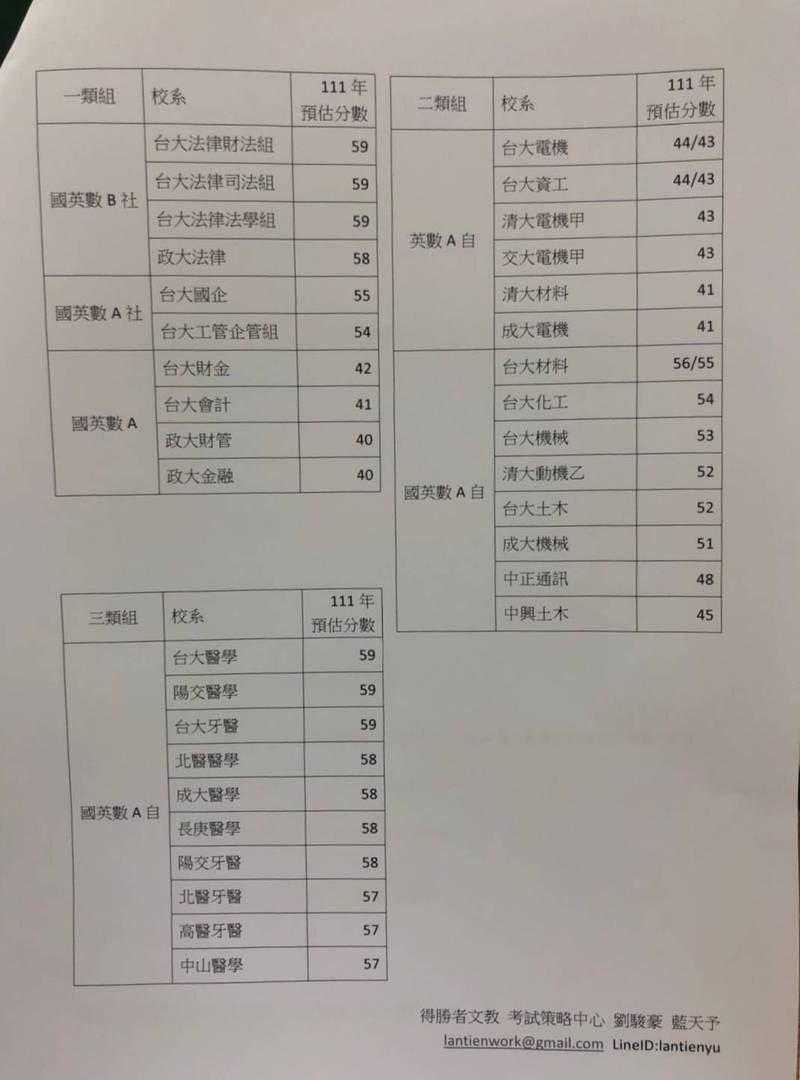 一類組 校系 111 年
預估分數
國英數 B 社
台大法律財法組 59
台大法律司法組 59
台大法律法學組 59
政大法律 58
國英數 A 社
台大國企 55
台大工管企管組 54
國英數 A
台大財金 42
台大會計 41
政大財管 40
政大金融 40
二類組 校系 111 年
預估分數
英數 A 自
台大電機 44/43
台大資工 44/43
清大電機甲 43
交大電機甲 43
清大材料 41
成大電機 41
國英數 A 自
台大材料 56/55
台大化工 54
台大機械 53
清大動機乙 52
台大土木 52
成大機械 51
中正通訊 48
中興土木 45
三類組 校系 111 年
預估分數
國英數 A 自
台大醫學 59
陽交醫學 59
台大牙醫 59
北醫醫學 58
成大醫學 58
長庚醫學 58
陽交牙醫 58
北醫牙醫 57
高醫牙醫 57
中山醫學 57
得勝者文教 考試策略中心 劉駿豪 藍天予
lantienwork@gmail.com LineID:lantienyu